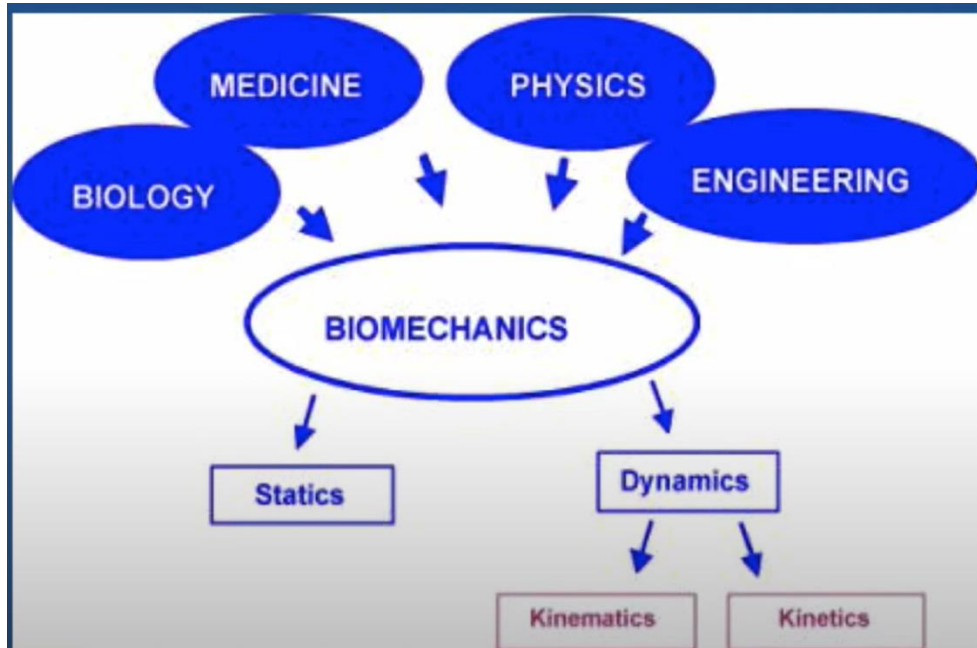 MEDICINE
PHYSICS
BIOLOGY
ENGINEERING
BIOMECHANICS
Statics
Dynamics
Kinematics
Kinetics